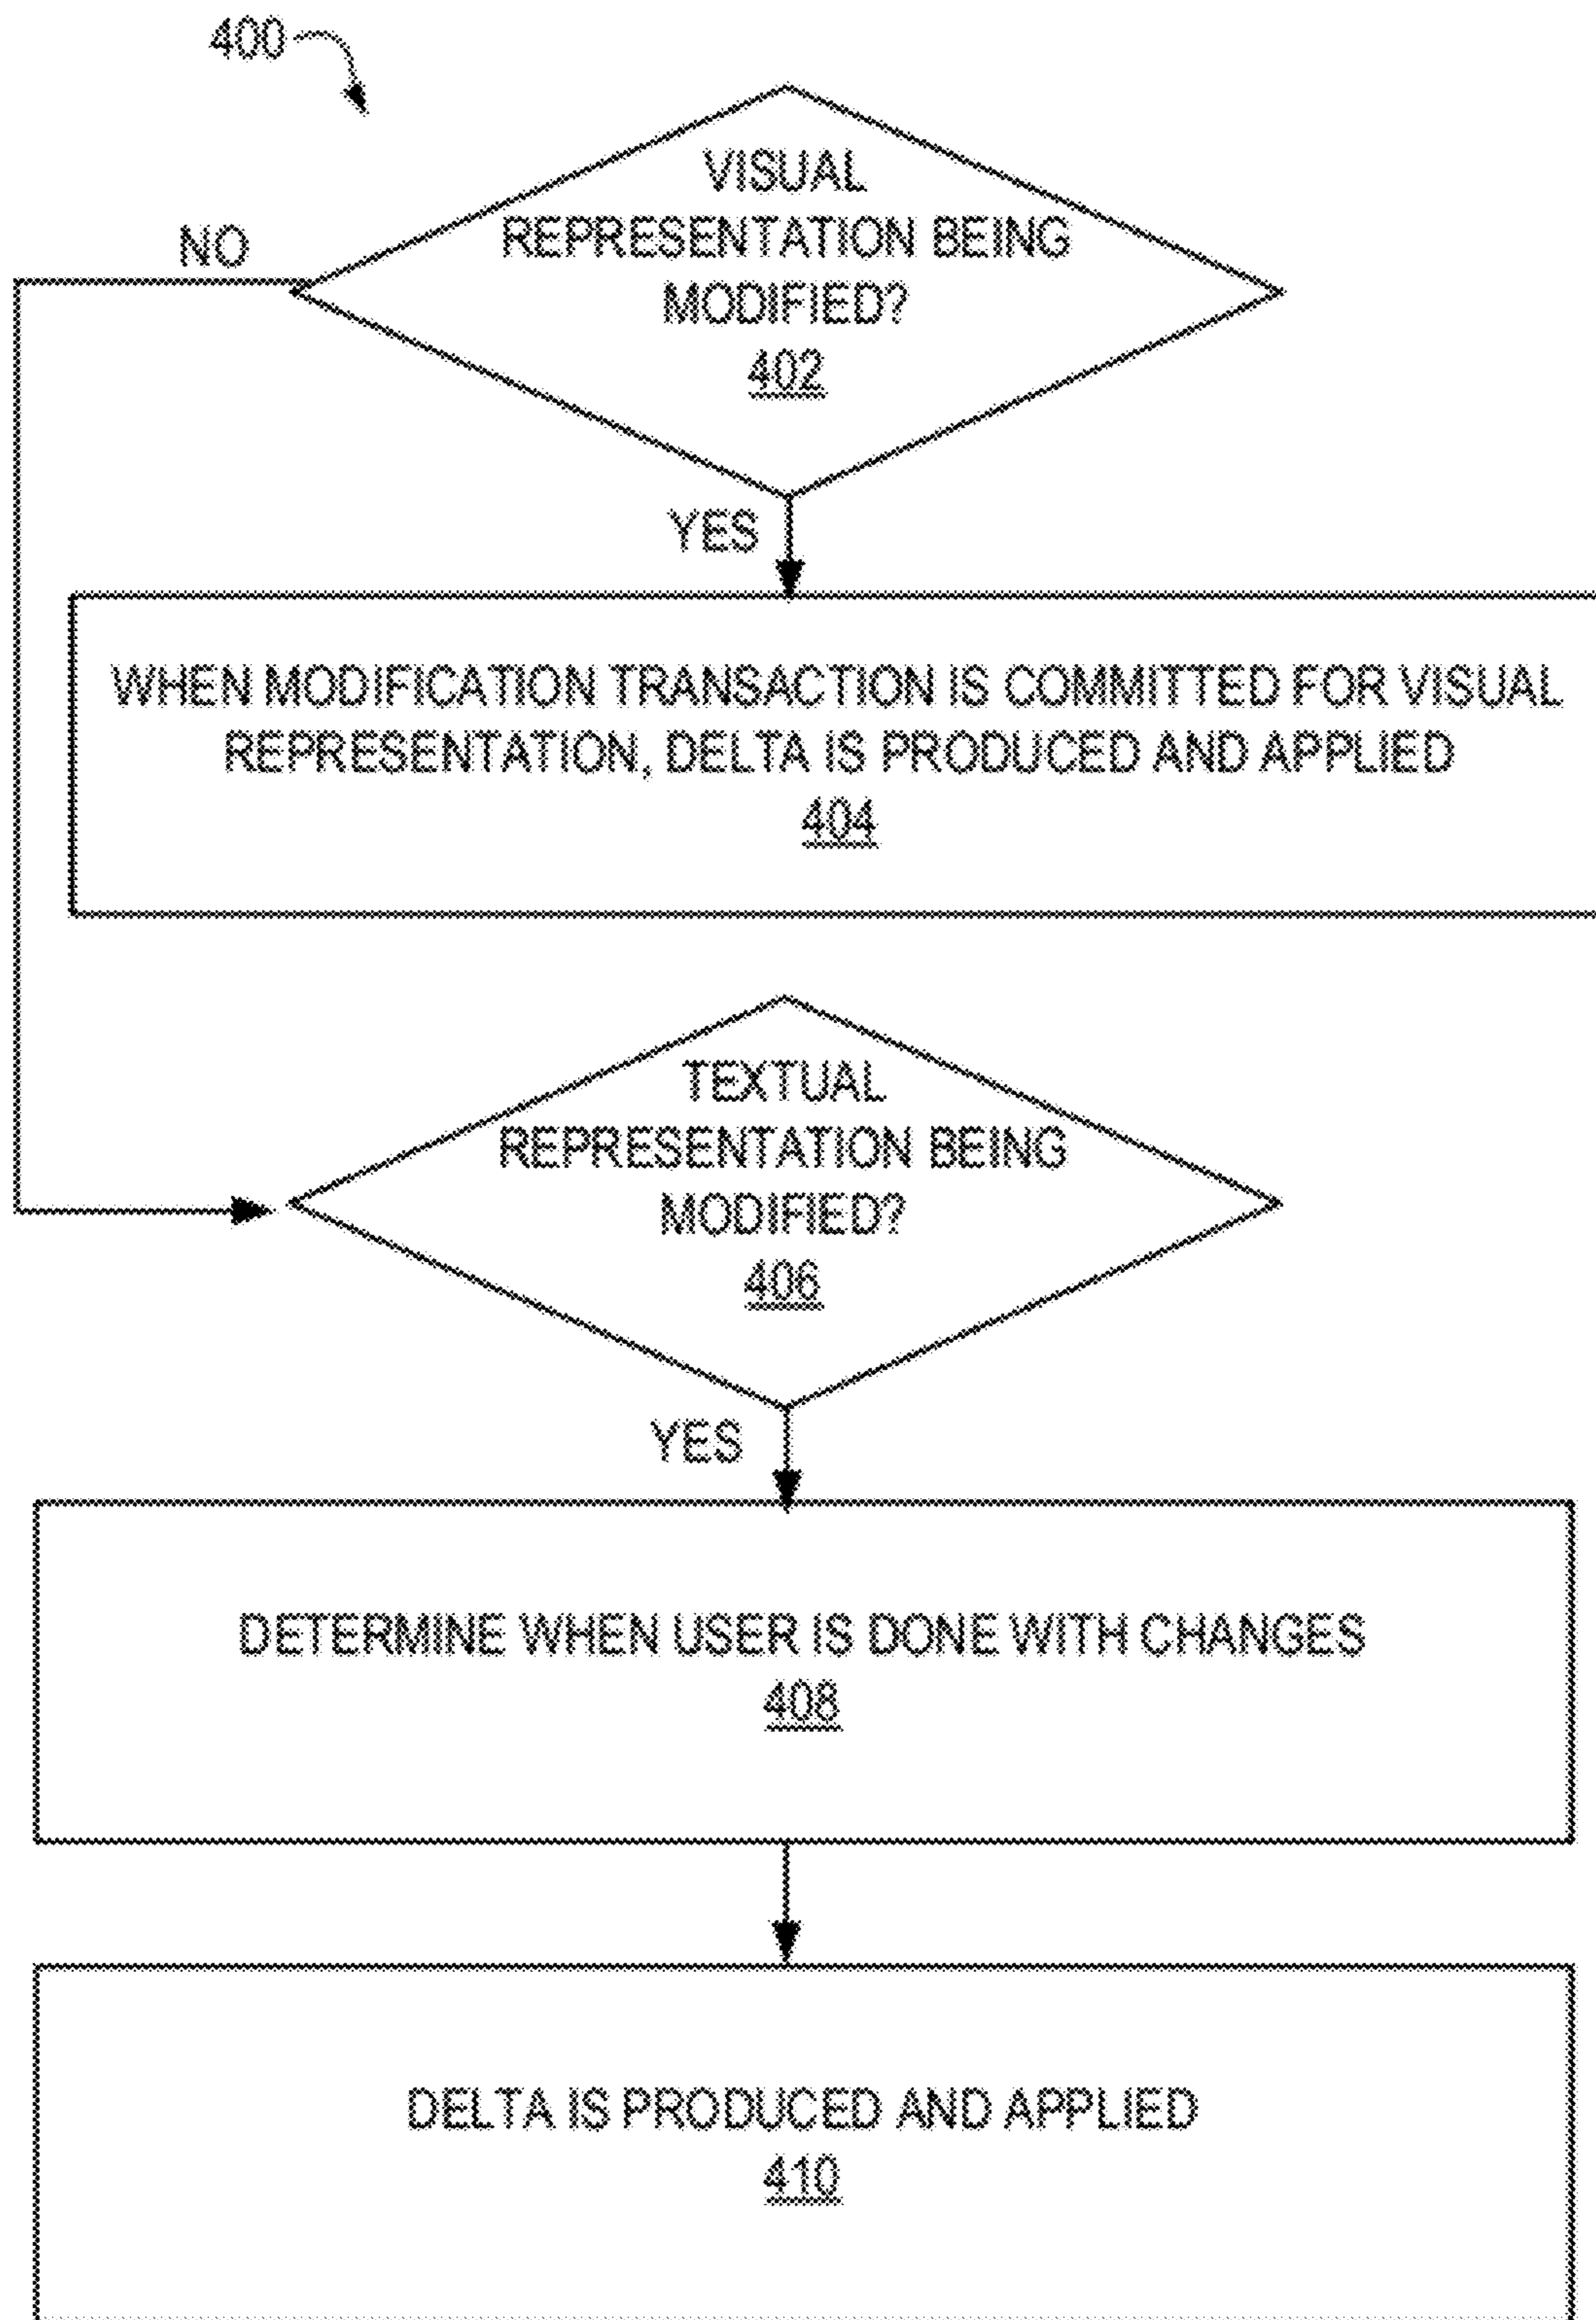 400
VISUAL
REPRESENTATION BEING
MODIFIED?
402
NO
YES
WHEN MODIFICATION TRANSACTION IS COMMITTED FOR VISUAL
REPRESENTATION, DELTA IS PRODUCED AND APPLIED
404
TEXTUAL
REPRESENTATION BEING
MODIFIED?
406
YES
DETERMINE WHEN USER IS DONE WITH CHANGES
408
DELTA IS PRODUCED AND APPLIED
410